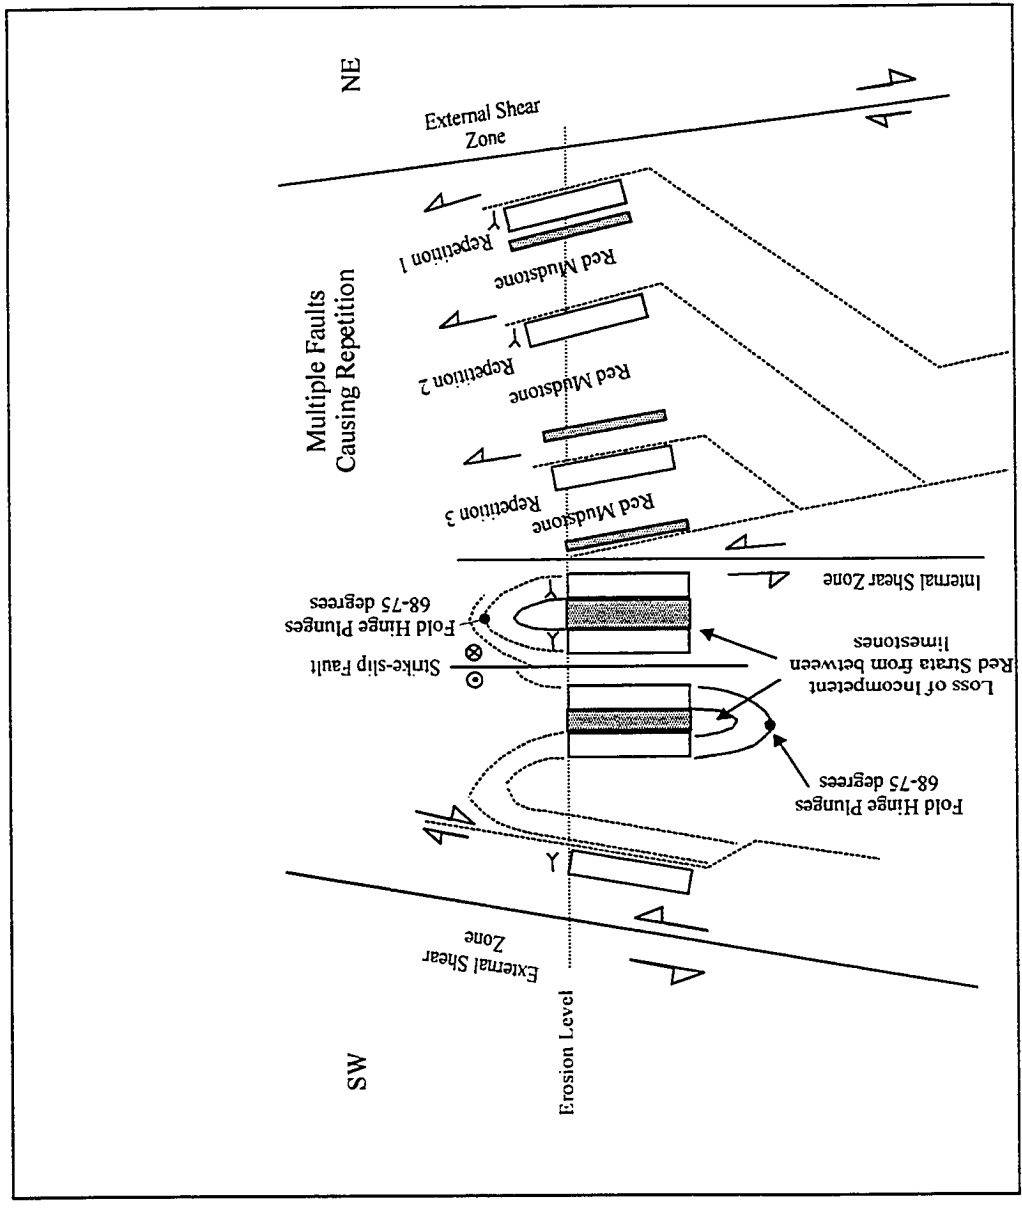 SW
NE
Multiple Faults
Causing Repetition
External Shear
Zone
External Shear
Zone
Erosion Level
Repetition 1
Red Mudstone
Repetition 2
Red Mudstone
Repetition 3
Red Mudstone
Internal Shear Zone
Fold Hinge Plunges
68-75 degrees
Strike-slip Fault
Loss of Incompetent
Red Strata from between
limestones
Fold Hinge Plunges
68-75 degrees